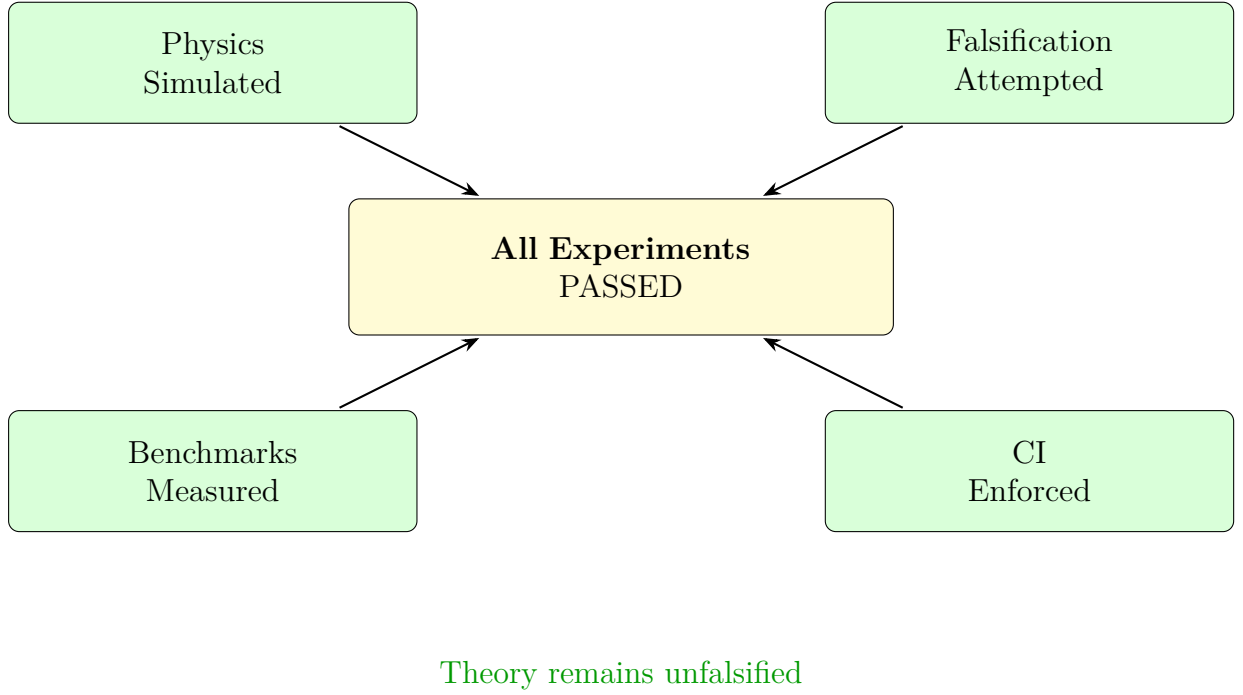 Physics
Simulated
Falsification
Attempted
All Experiments
PASSED
Benchmarks
Measured
CI
Enforced
Theory remains unfalsified